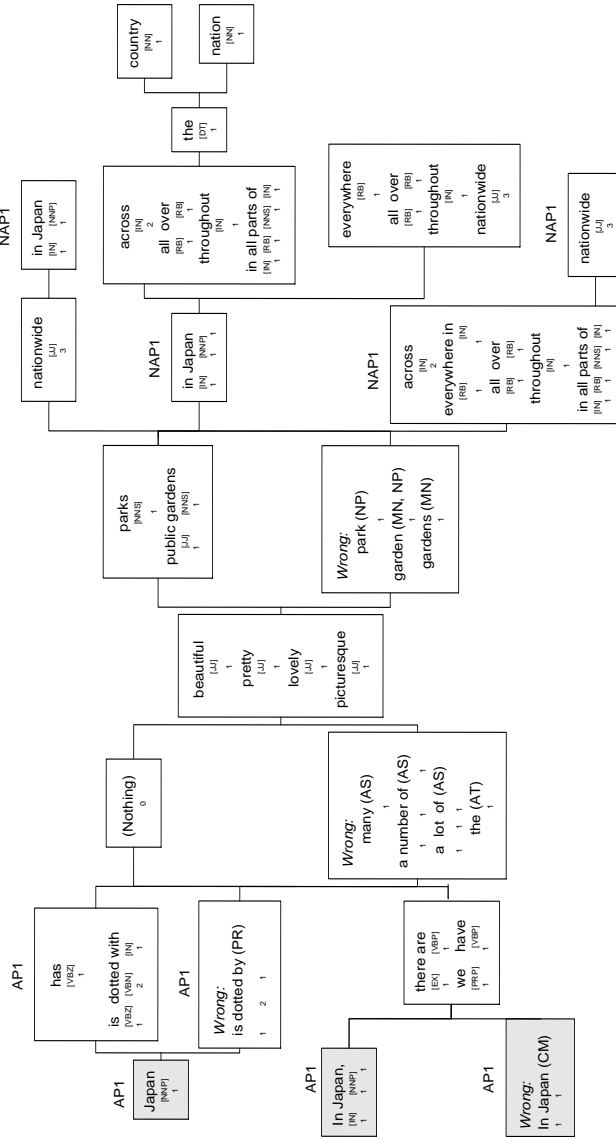 AP1
Japan
[NNP]
1
AP1
In Japan,
[IN] [NNP]
1 1 1
AP1
Wrong:
In Japan (CM)
1 1
AP1
has
[VBZ]
1
is dotted with
[VBZ] [VBN] [IN]
1 2 1
AP1
Wrong:
is dotted by (PR)
1 2 1
there are
[EX] [VBP]
1 1
we have
[PRP] [VBP]
1 1
(Nothing)
0
Wrong:
many (AS)
1
a number of (AS)
1 1 1
a lot of (AS)
1 1 1
the (AT)
1
beautiful
[JJ]
1
pretty
[JJ]
1
lovely
[JJ]
1
picturesque
[JJ]
1
parks
[NNS]
1
public gardens
[JJ] [NNS]
1 1
Wrong:
park (NP)
1
garden (MN, NP)
1
gardens (MN)
1
nationwide
[JJ]
3
NAP1
in Japan
[IN] [NNP]
1 1
NAP1
in Japan
[IN] [NNP]
1 1 1
across
[IN]
2
all over
[RB] [RB]
1 1
throughout
[IN]
1
in all parts of
[IN] [RB] [NNS] [IN]
1 1 1 1
the
[DT]
1
country
[NN]
1
nation
[NN]
1
everywhere
[RB]
1
all over
[RB] [RB]
1 1
throughout
[IN]
1
nationwide
[JJ]
3
NAP1
across
[IN]
2
everywhere in
[RB] [IN]
1 1
all over
[RB] [RB]
1 1
throughout
[IN]
1
in all parts of
[IN] [RB] [NNS] [IN]
1 1 1 1
NAP1
nationwide
[JJ]
3